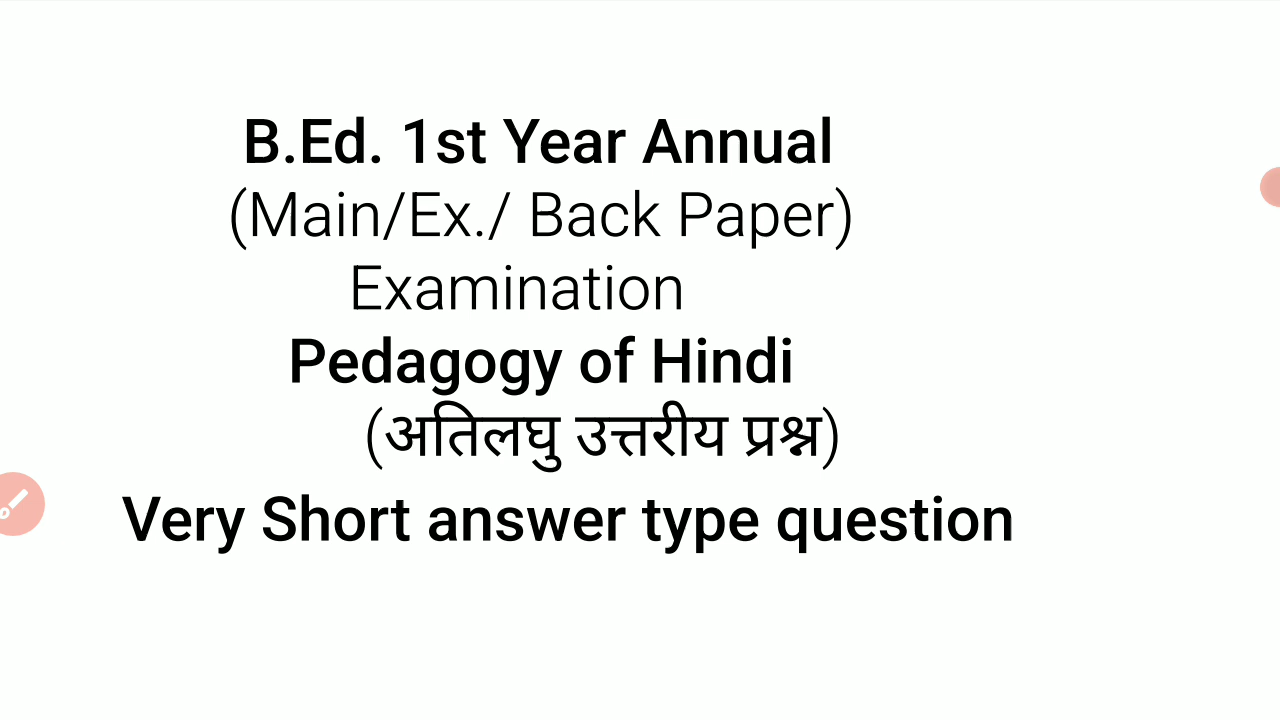 B.Ed. 1st Year Annual
(Main/Ex./ Back Paper)
Examination
Pedagogy of Hindi
(अतिलघु उत्तरीय प्रश्न)
Very Short answer type question